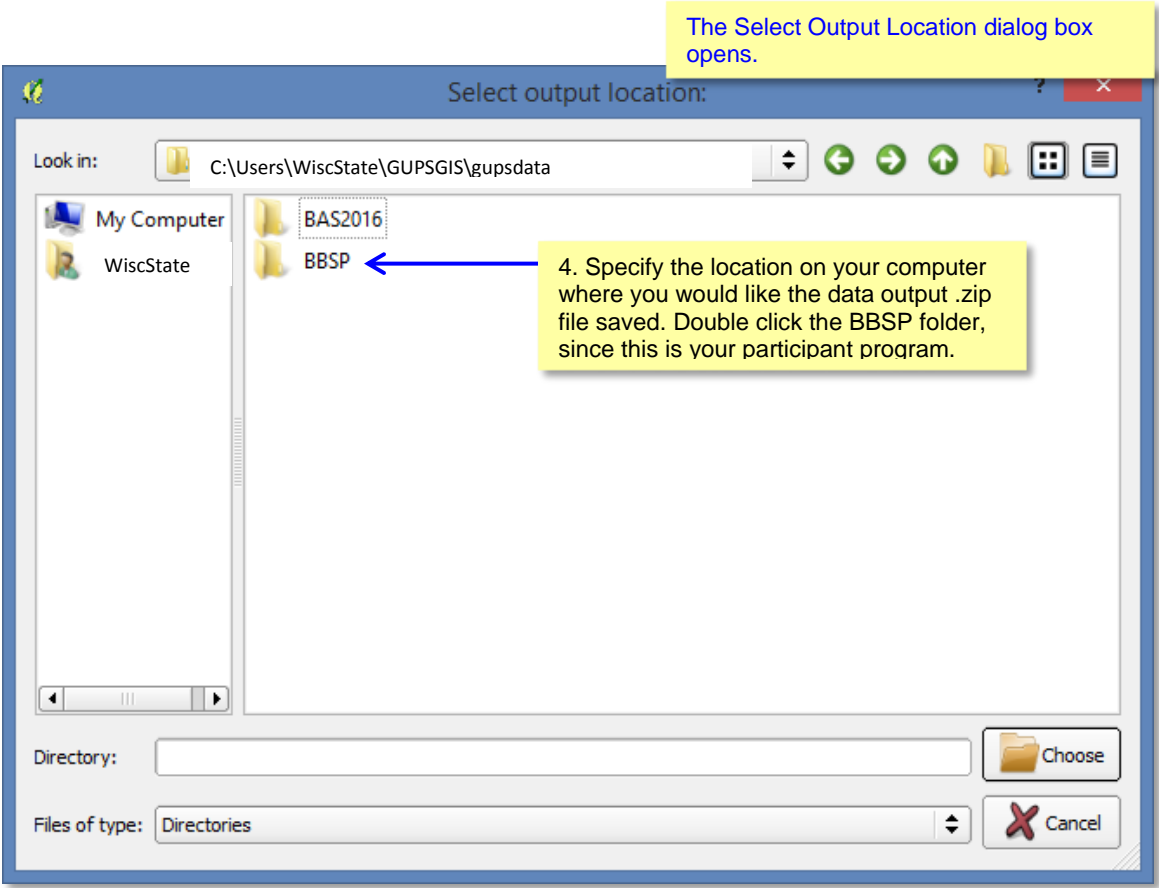 The Select Output Location dialog box
opens.
Select output location:
?
Look in:
C:\Users\WiscState\GUPSGIS\gupsdata
My Computer
WiscState
BAS2016
BBSP
4. Specify the location on your computer
where you would like the data output .zip
file saved. Double click the BBSP folder,
since this is your participant program.
Directory:
Choose
Files of type:
Directories
Cancel